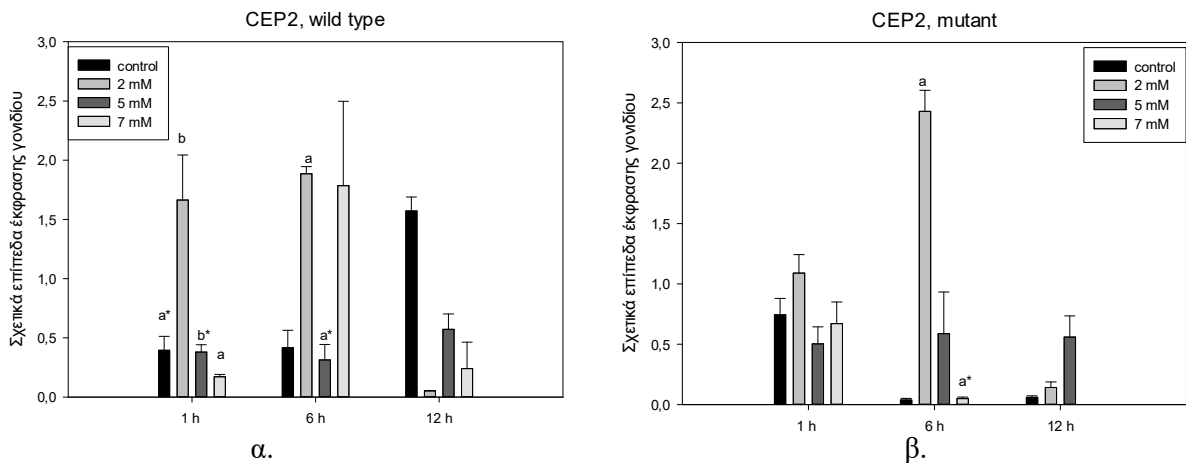 CEP2, wild type
Σχετικά επίπεδα έκφρασης γονιδίου
3,0
2,5
2,0
1,5
1,0
0,5
0,0
control
2 mM
5 mM
7 mM
a*
b
b*
a
a
a*
1 h
6 h
12 h
α.
CEP2, mutant
Σχετικά επίπεδα έκφρασης γονιδίου
3,0
2,5
2,0
1,5
1,0
0,5
0,0
control
2 mM
5 mM
7 mM
a
a*
1 h
6 h
12 h
β.